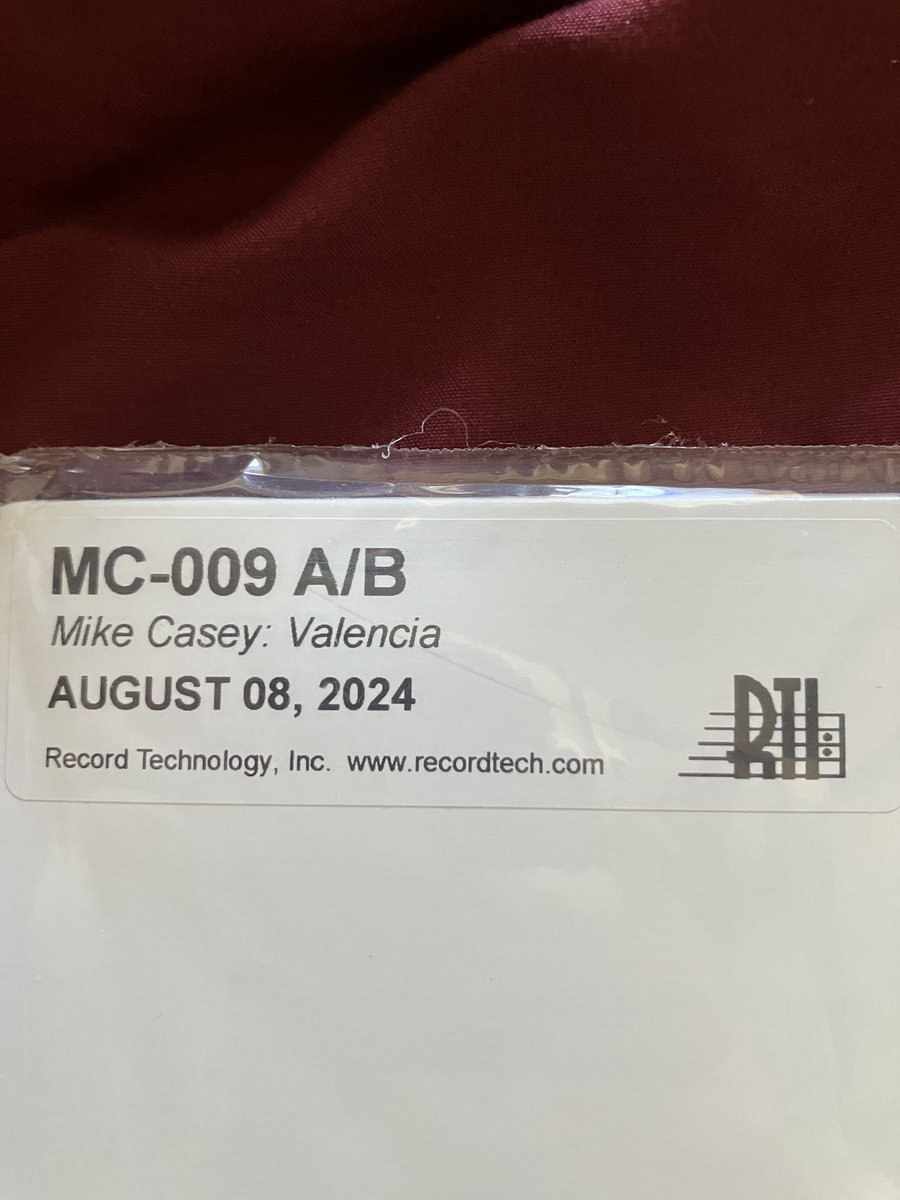 MC-009 A/B
Mike Casey: Valencia
AUGUST 08, 2024
Record Technology, Inc. www.recordtech.com
RTI